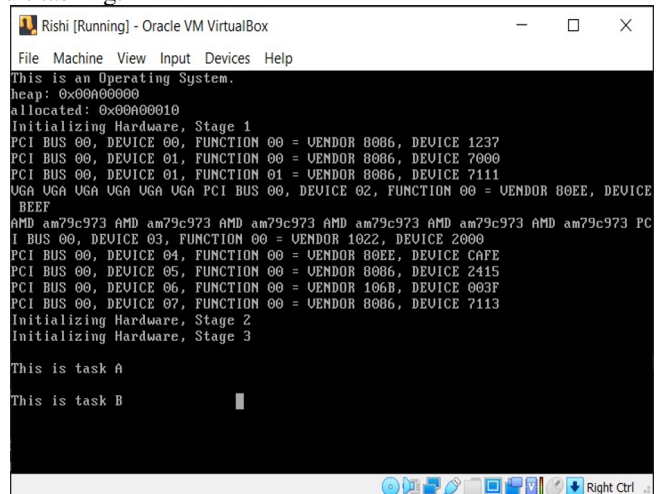 Rishi [Running] - Oracle VM VirtualBox
File Machine View Input Devices Help
This is an Operating System.
heap: 0x00A00000
allocated: 0x00A00010
Initializing Hardware, Stage 1
PCI BUS 00, DEVICE 00, FUNCTION 00 = VENDOR 8086, DEVICE 1237
PCI BUS 00, DEVICE 01, FUNCTION 00 = VENDOR 8086, DEVICE 7000
PCI BUS 00, DEVICE 01, FUNCTION 01 = VENDOR 8086, DEVICE 7111
VGA VGA VGA VGA VGA VGA PCI BUS 00, DEVICE 02, FUNCTION 00 = VENDOR 80EE, DEVICE
BEEF
AMD am79c973 AMD am79c973 AMD am79c973 AMD am79c973 AMD am79c973 AMD am79c973 PC
I BUS 00, DEVICE 03, FUNCTION 00 = VENDOR 1022, DEVICE 2000
PCI BUS 00, DEVICE 04, FUNCTION 00 = VENDOR 80EE, DEVICE CAFE
PCI BUS 00, DEVICE 05, FUNCTION 00 = VENDOR 8086, DEVICE 2415
PCI BUS 00, DEVICE 06, FUNCTION 00 = VENDOR 106B, DEVICE 003F
PCI BUS 00, DEVICE 07, FUNCTION 00 = VENDOR 8086, DEVICE 7113
Initializing Hardware, Stage 2
Initializing Hardware, Stage 3
This is task A
This is task B
Right Ctrl